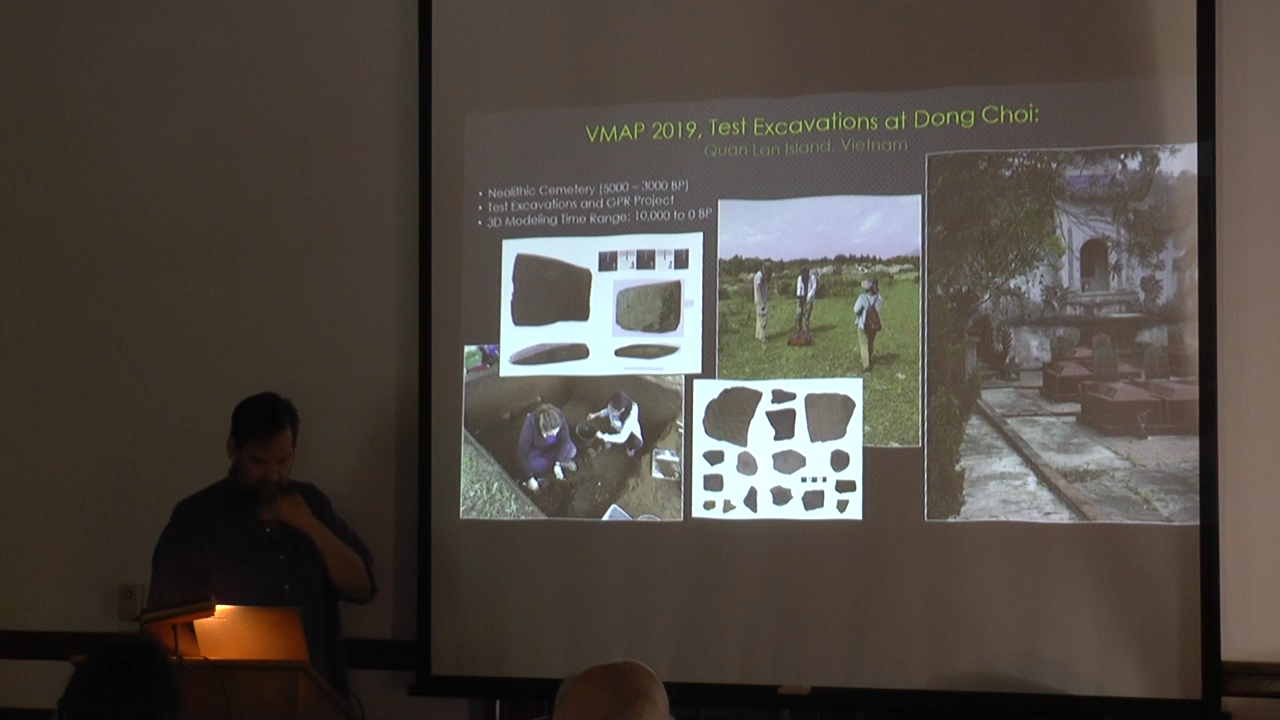 VMAP 2019, Test Excavations at Dong Choi:
Quan Lan Island, Vietnam
• Neolithic Cemetery (5000 – 3000 BP)
• Test Excavations and GPR Project
• 3D Modeling Time Range: 10,000 to 0 BP